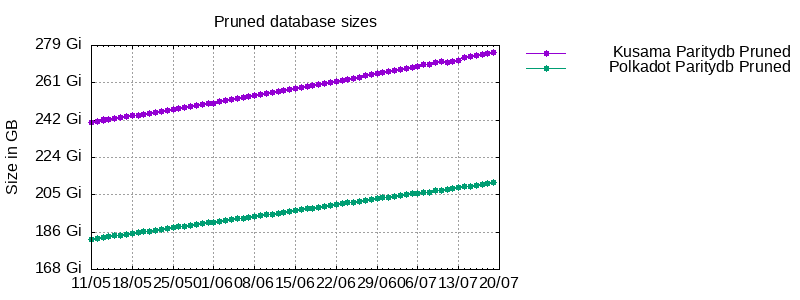 Pruned database sizes
279 Gi
261 Gi
242 Gi
224 Gi
205 Gi
186 Gi
168 Gi
Size in GB
11/05 18/05 25/05 01/06 08/06 15/06 22/06 29/06 06/07 13/07 20/07
Kusama Paritydb Pruned
Polkadot Paritydb Pruned